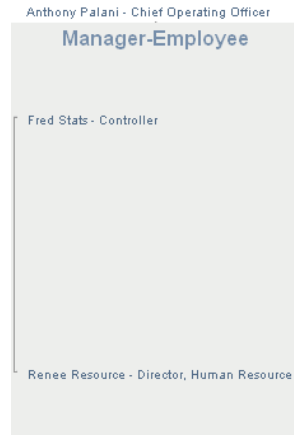 Anthony Palani - Chief Operating Officer
Manager-Employee
Fred Stats - Controller
Renee Resource - Director, Human Resource